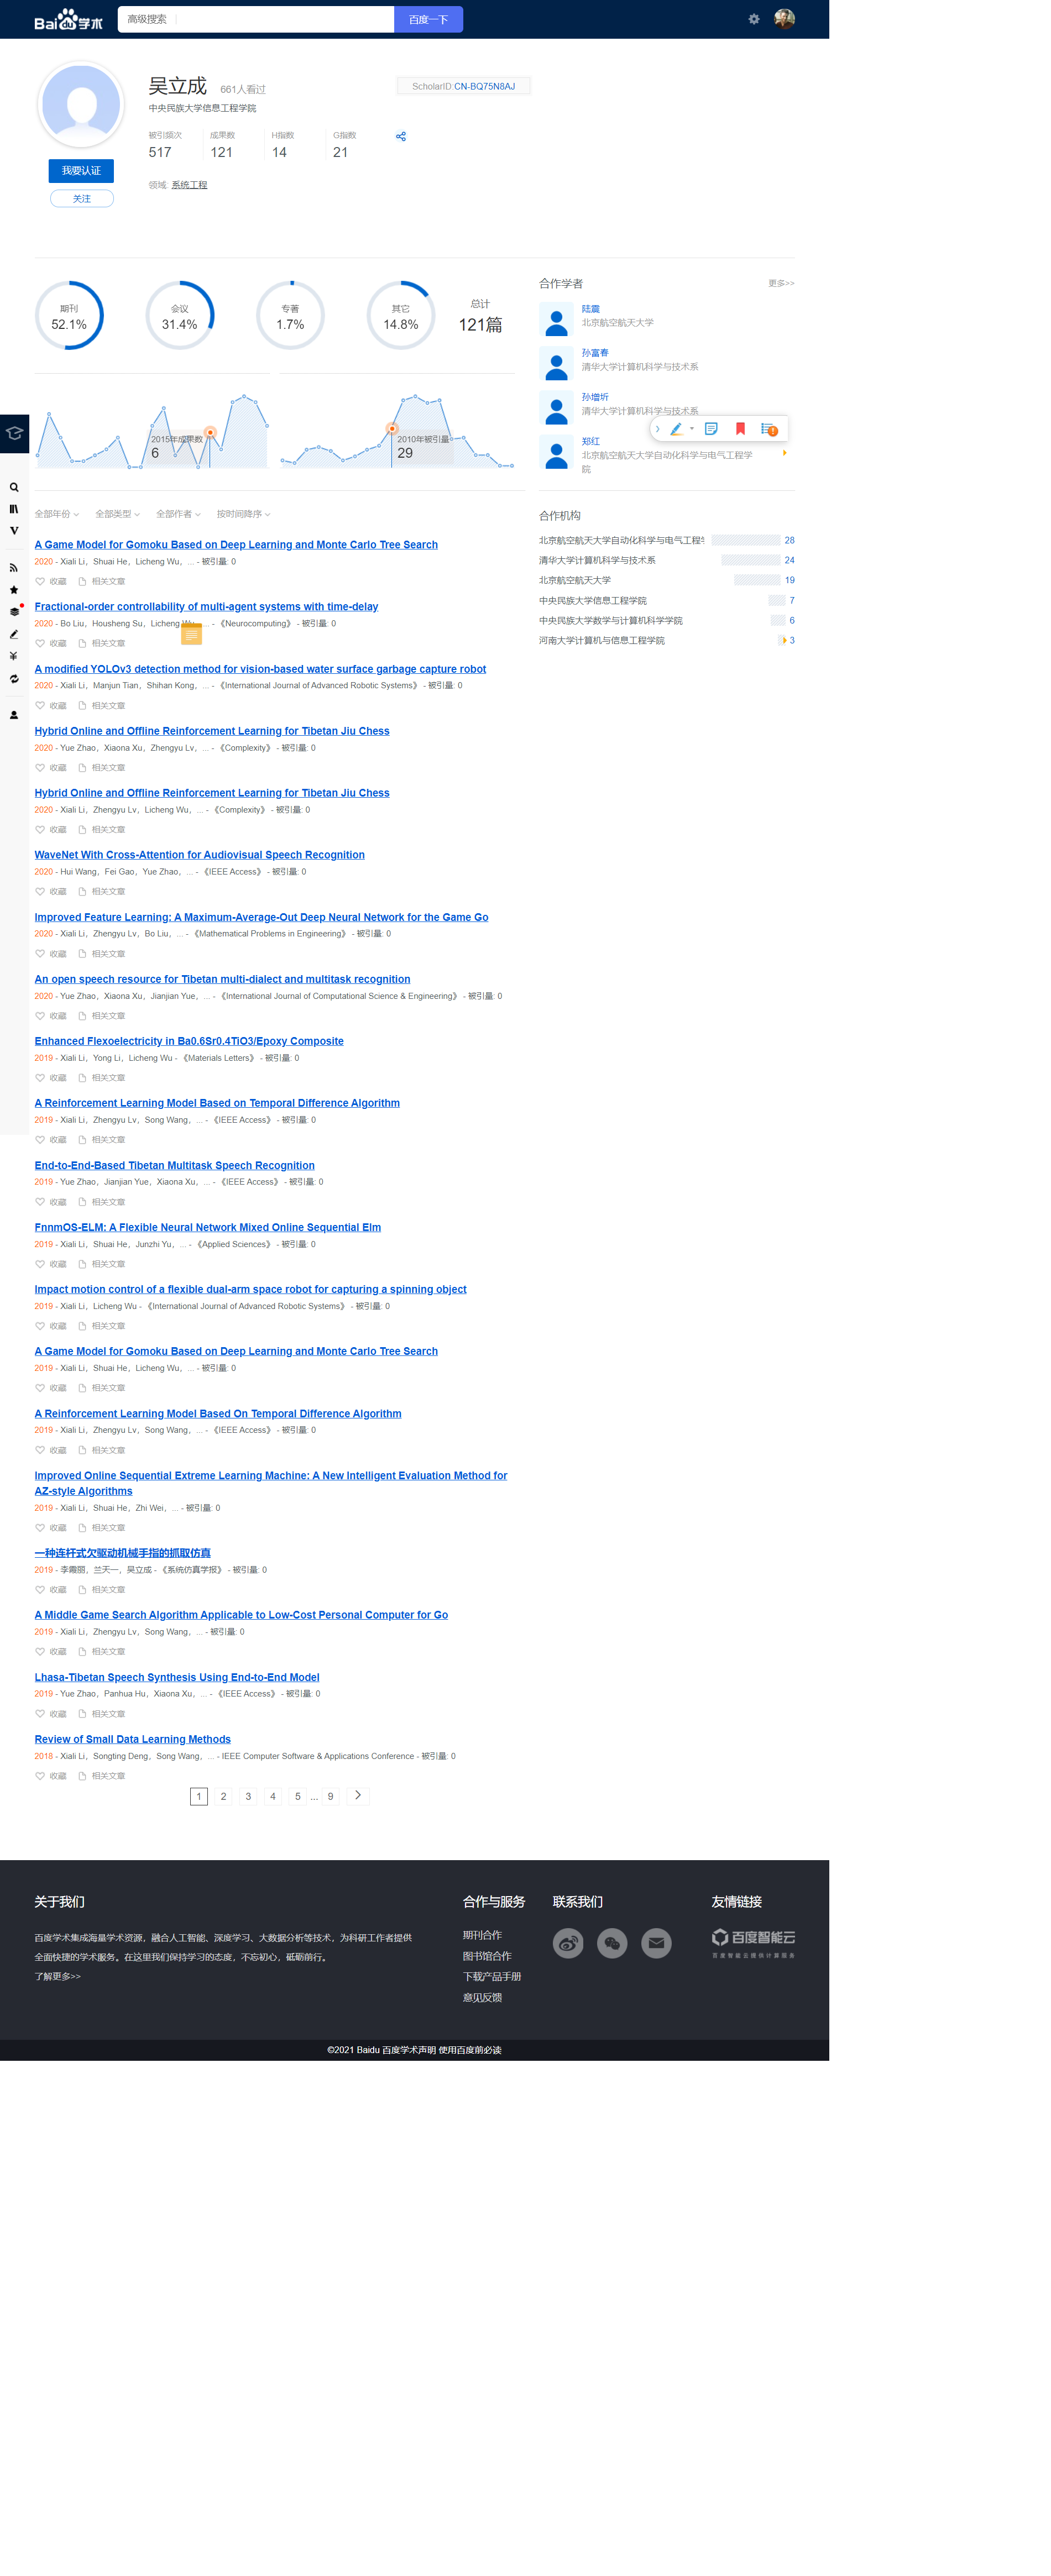 Bai du 学术
高级搜索
百度一下
吴立成 661人看过
ScholarID:CN-BQ75N8AJ
中央民族大学信息工程学院
被引频次 成果数 H指数 G指数
517 121 14 21
领域: 系统工程
我要认证
关注
期刊
52.1%
会议
31.4%
专著
1.7%
其它
14.8%
总计
121篇
2015年成果数
6
2010年被引量
29
合作学者 更多>>
陆震
北京航空航天大学
孙富春
清华大学计算机科学与技术系
孙增圻
清华大学计算机科学与技术系
郑红
北京航空航天大学自动化科学与电气工程学
院
合作机构
北京航空航天大学自动化科学与电气工程 28
清华大学计算机科学与技术系 24
北京航空航天大学 19
中央民族大学信息工程学院 7
中央民族大学数学与计算机科学学院 6
河南大学计算机与信息工程学院 3
全部年份 全部类型 全部作者 按时间降序
A Game Model for Gomoku Based on Deep Learning and Monte Carlo Tree Search
2020 - Xiali Li，Shuai He，Licheng Wu，... - 被引量: 0
收藏 相关文章
Fractional-order controllability of multi-agent systems with time-delay
2020 - Bo Liu，Housheng Su，Licheng ... - 《Neurocomputing》 - 被引量: 0
收藏 相关文章
A modified YOLOv3 detection method for vision-based water surface garbage capture robot
2020 - Xiali Li，Manjun Tian，Shihan Kong，... - 《International Journal of Advanced Robotic Systems》 - 被引量: 0
收藏 相关文章
Hybrid Online and Offline Reinforcement Learning for Tibetan Jiu Chess
2020 - Yue Zhao，Xiaona Xu，Zhengyu Lv，... - 《Complexity》 - 被引量: 0
收藏 相关文章
Hybrid Online and Offline Reinforcement Learning for Tibetan Jiu Chess
2020 - Xiali Li，Zhengyu Lv，Licheng Wu，... - 《Complexity》 - 被引量: 0
收藏 相关文章
WaveNet With Cross-Attention for Audiovisual Speech Recognition
2020 - Hui Wang，Fei Gao，Yue Zhao，... - 《IEEE Access》 - 被引量: 0
收藏 相关文章
Improved Feature Learning: A Maximum-Average-Out Deep Neural Network for the Game Go
2020 - Xiali Li，Zhengyu Lv，Bo Liu，... - 《Mathematical Problems in Engineering》 - 被引量: 0
收藏 相关文章
An open speech resource for Tibetan multi-dialect and multitask recognition
2020 - Yue Zhao，Xiaona Xu，Jianjian Yue，... - 《International Journal of Computational Science & Engineering》 - 被引量: 0
收藏 相关文章
Enhanced Flexoelectricity in Ba0.6Sr0.4TiO3/Epoxy Composite
2019 - Xiali Li，Yong Li，Licheng Wu - 《Materials Letters》 - 被引量: 0
收藏 相关文章
A Reinforcement Learning Model Based on Temporal Difference Algorithm
2019 - Xiali Li，Zhengyu Lv，Song Wang，... - 《IEEE Access》 - 被引量: 0
收藏 相关文章
End-to-End-Based Tibetan Multitask Speech Recognition
2019 - Yue Zhao，Jianjian Yue，Xiaona Xu，... - 《IEEE Access》 - 被引量: 0
收藏 相关文章
FnnmOS-ELM: A Flexible Neural Network Mixed Online Sequential Elm
2019 - Xiali Li，Shuai He，Junzhi Yu，... - 《Applied Sciences》 - 被引量: 0
收藏 相关文章
Impact motion control of a flexible dual-arm space robot for capturing a spinning object
2019 - Xiali Li，Licheng Wu - 《International Journal of Advanced Robotic Systems》 - 被引量: 0
收藏 相关文章
A Game Model for Gomoku Based on Deep Learning and Monte Carlo Tree Search
2019 - Xiali Li，Shuai He，Licheng Wu，... - 被引量: 0
收藏 相关文章
A Reinforcement Learning Model Based On Temporal Difference Algorithm
2019 - Xiali Li，Zhengyu Lv，Song Wang，... - 《IEEE Access》 - 被引量: 0
收藏 相关文章
Improved Online Sequential Extreme Learning Machine: A New Intelligent Evaluation Method for
AZ-style Algorithms
2019 - Xiali Li，Shuai He，Zhi Wei，... - 被引量: 0
收藏 相关文章
一种连杆式欠驱动机械手指的抓取仿真
2019 - 李霞丽，兰天一，吴立成 - 《系统仿真学报》 - 被引量: 0
收藏 相关文章
A Middle Game Search Algorithm Applicable to Low-Cost Personal Computer for Go
2019 - Xiali Li，Zhengyu Lv，Song Wang，... - 被引量: 0
收藏 相关文章
Lhasa-Tibetan Speech Synthesis Using End-to-End Model
2019 - Yue Zhao，Panhua Hu，Xiaona Xu，... - 《IEEE Access》 - 被引量: 0
收藏 相关文章
Review of Small Data Learning Methods
2018 - Xiali Li，Songting Deng，Song Wang，... - IEEE Computer Software & Applications Conference - 被引量: 0
收藏 相关文章
1 2 3 4 5 ... 9
关于我们 合作与服务 联系我们 友情链接
百度学术集成海量学术资源，融合人工智能、深度学习、大数据分析等技术，为科研工作者提供
全面快捷的学术服务。在这里我们保持学习的态度，不忘初心，砥砺前行。
了解更多>>
期刊合作
图书馆合作
下载产品手册
意见反馈
百度智能云
百度智能云提供计算服务
©2021 Baidu 百度学术声明 使用百度前必读